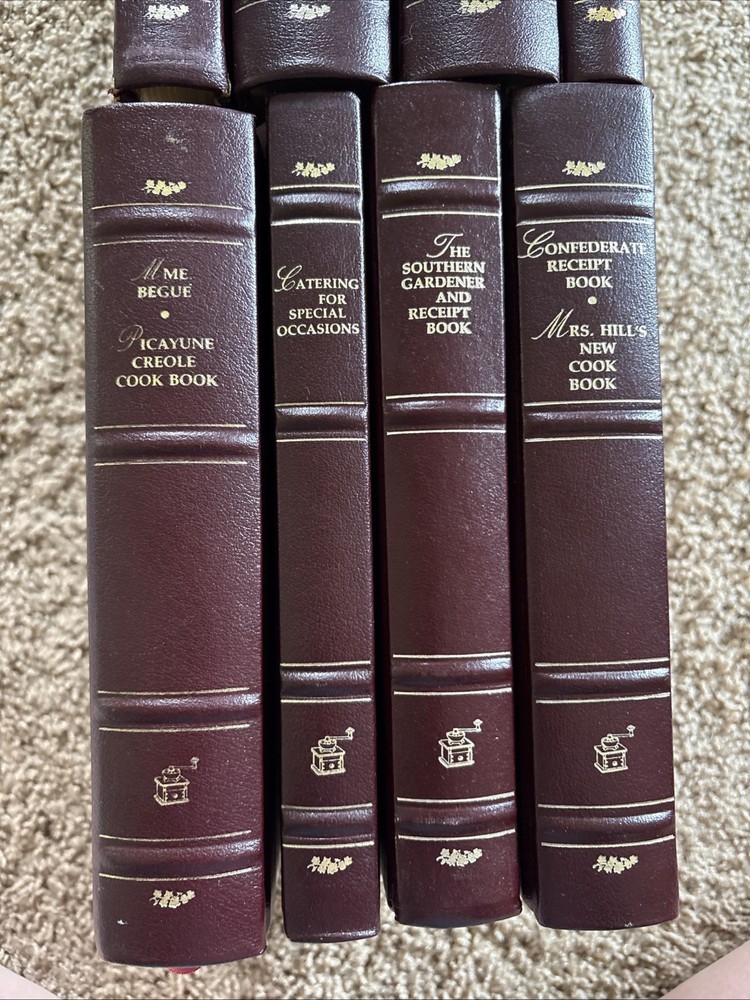 MME
BEGUÉ
•
PICAYUNE
CREOLE
COOK BOOK
CATERING
FOR
SPECIAL
OCCASIONS
THE
SOUTHERN
GARDENER
AND
RECEIPT
BOOK
CONFEDERATE
RECEIPT
BOOK
•
MRS. HILL'S
NEW
COOK
BOOK